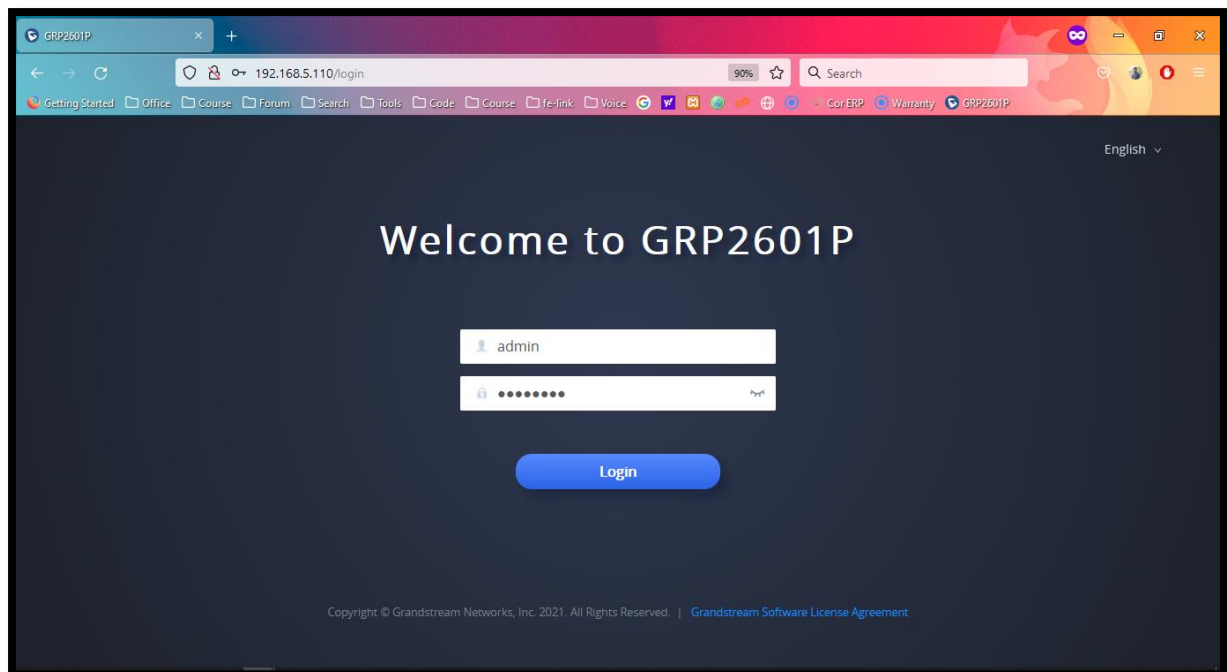 GRP2601P
192.168.5.110/login
90%
Search
Getting Started Office Course Forum Search Tools Code Course fe-link Voice Cor ERP Warranty GRP2601P
English
Welcome to GRP2601P
admin
Login
Copyright © Grandstream Networks, Inc. 2021. All Rights Reserved. | Grandstream Software License Agreement